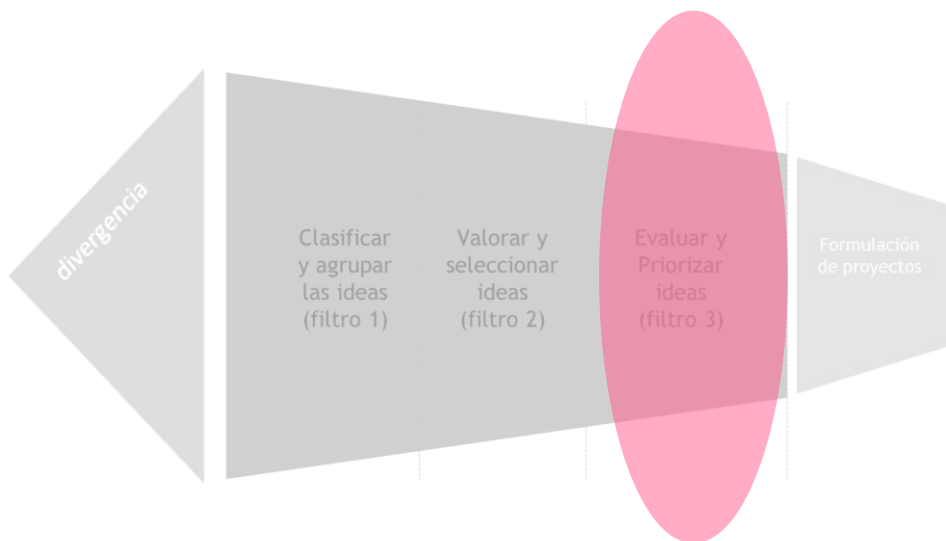 divergencia
Clasificar
y agrupar
las ideas
(filtro 1)
Valorar y
seleccionar
ideas
(filtro 2)
Evaluar y
Priorizar
ideas
(filtro 3)
Formulación
de proyectos